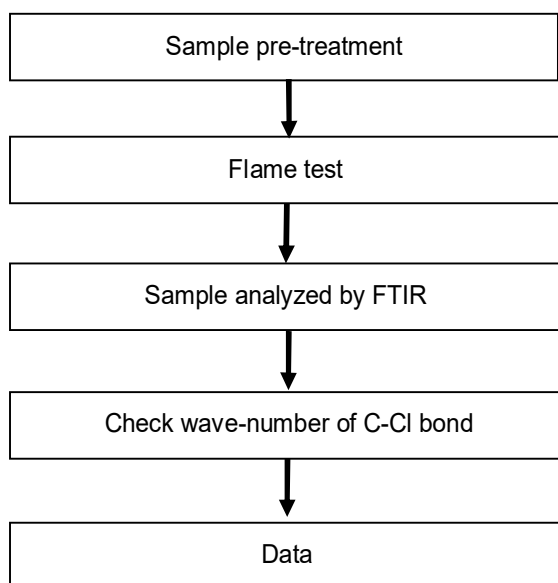 Sample pre-treatment
Flame test
Sample analyzed by FTIR
Check wave-number of C-Cl bond
Data